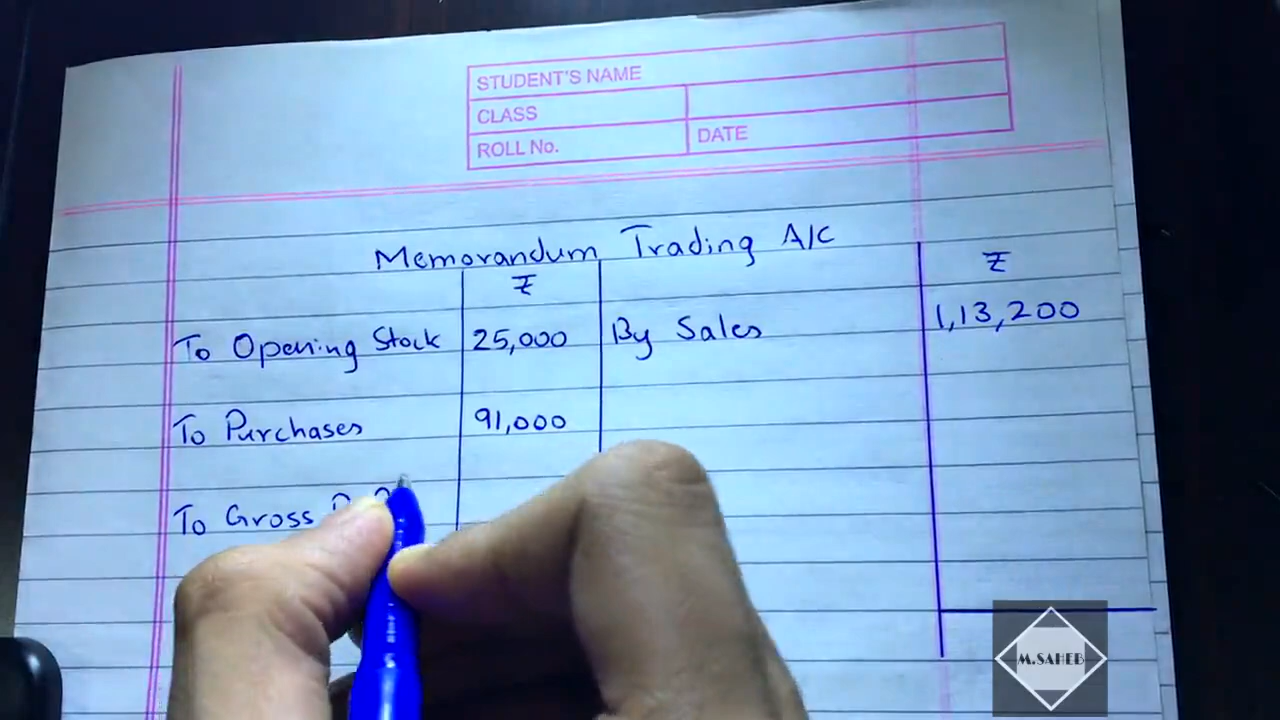 STUDENT'S NAME
CLASS
ROLL No.
DATE
Memorandum Trading A/C
₹ ₹
To Opening Stock 25,000 By Sales 1,13,200
To Purchases 91,000
To Gross
M.SAHEB